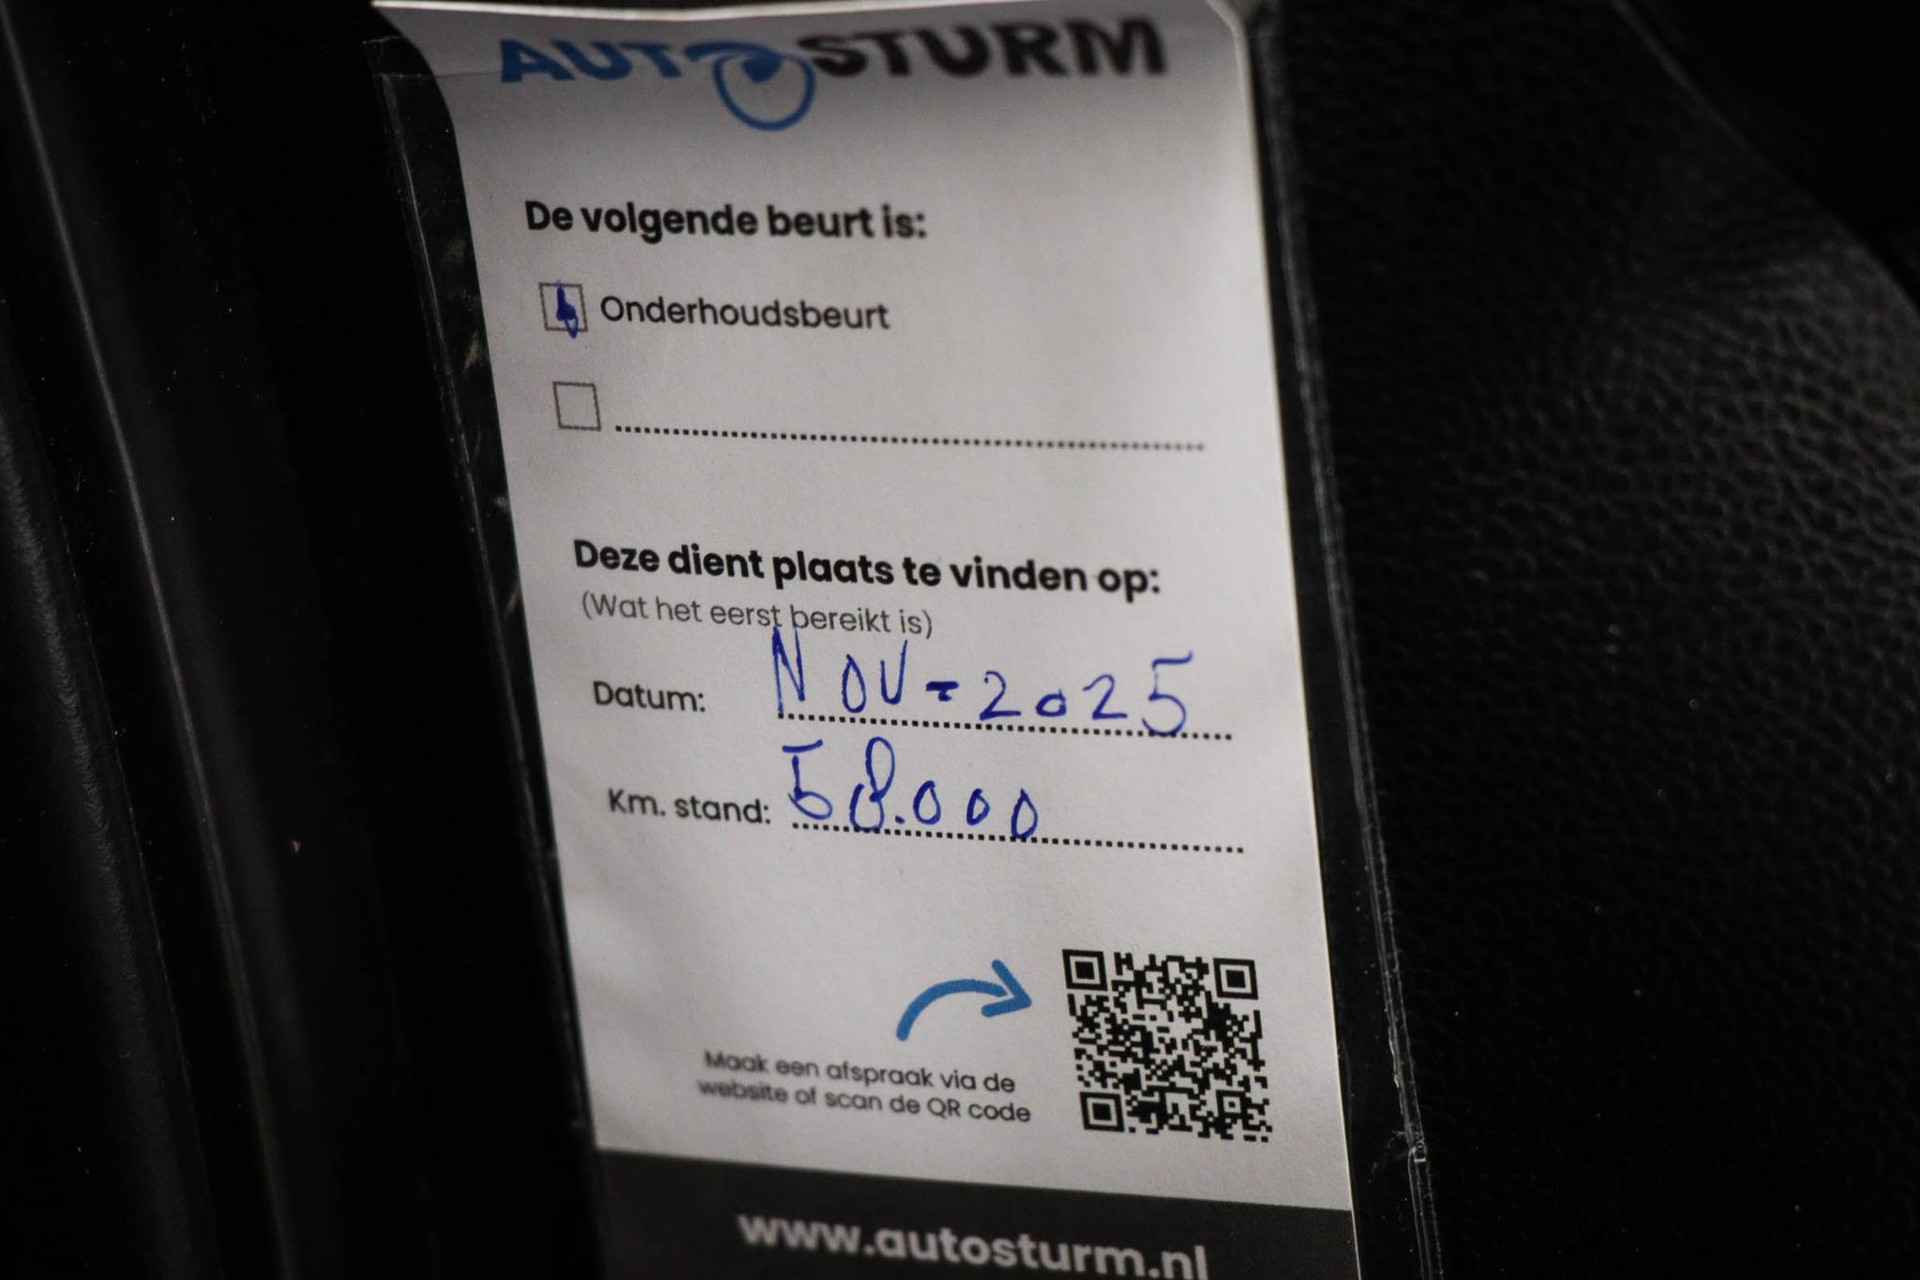 AUTOSTURM
De volgende beurt is:
Onderhoudsbeurt
Deze dient plaats te vinden op:
(Wat het eerst bereikt is)
Datum: NOV-2025
Km. stand: 58.000
Maak een afspraak via de
website of scan de QR code
www.autosturm.nl